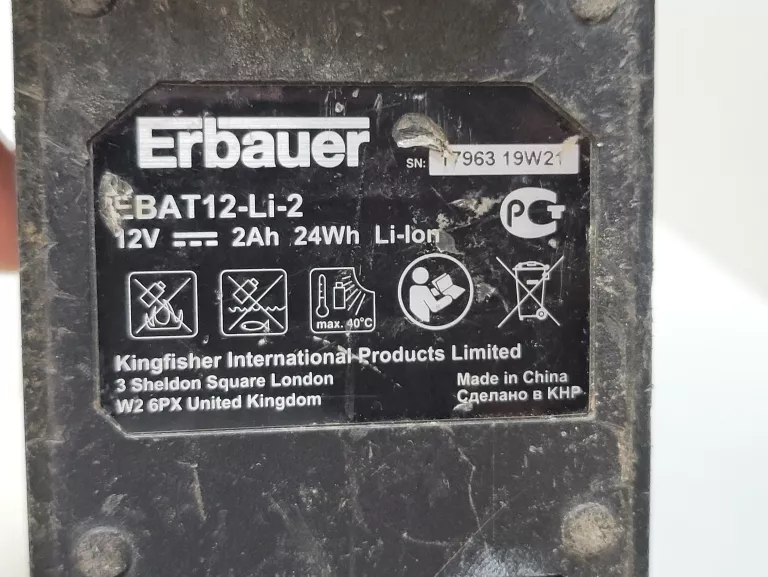 Erbauer
SN: 17963 19W21
EBAT12-Li-2
12V 2Ah 24Wh Li-Ion
max. 40°C
Kingfisher International Products Limited
3 Sheldon Square London
W2 6PX United Kingdom
Made in China
Сделано в КНР